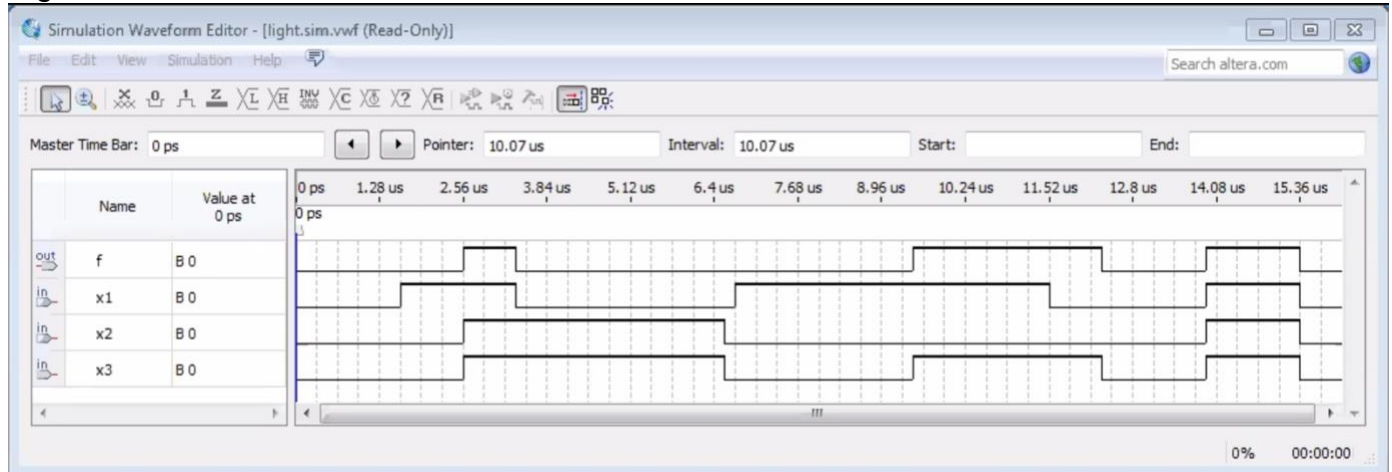 Simulation Waveform Editor - [light.sim.vwf (Read-Only)]
File Edit View Simulation Help
Search altera.com
Master Time Bar: 0 ps Pointer: 10.07 us Interval: 10.07 us Start: End:
Name Value at 0 ps
0 ps 1.28 us 2.56 us 3.84 us 5.12 us 6.4 us 7.68 us 8.96 us 10.24 us 11.52 us 12.8 us 14.08 us 15.36 us
0 ps
out f B 0
in x1 B 0
in x2 B 0
in x3 B 0
0% 00:00:00